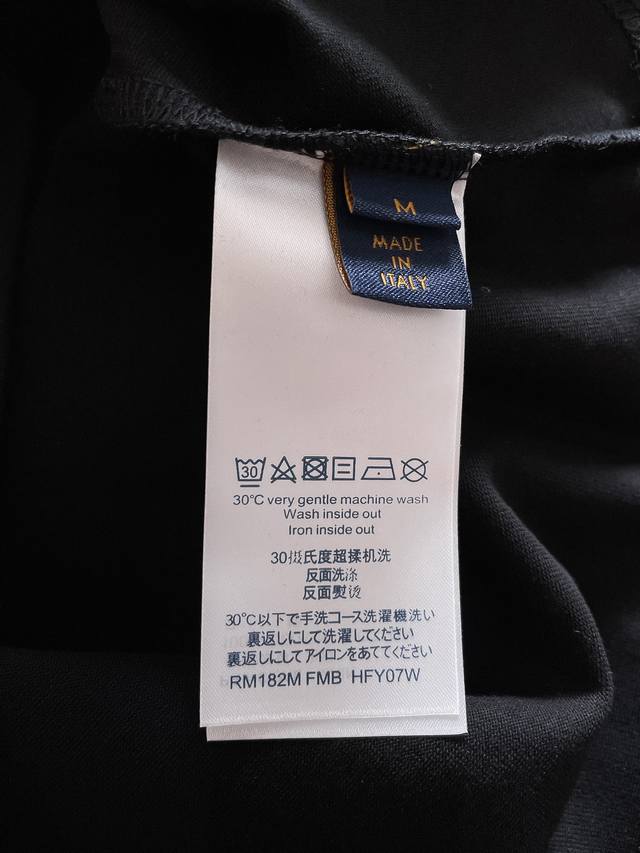 M
MADE
IN
ITALY
30
30°C very gentle machine wash
Wash inside out
Iron inside out
30摄氏度超揉机洗
反面洗涤
反面熨烫
30°C以下で手洗コース洗濯機洗い
裏返しにして洗濯してください
裏返しにしてアイロンをあててください
RM182M FMB HFY07W